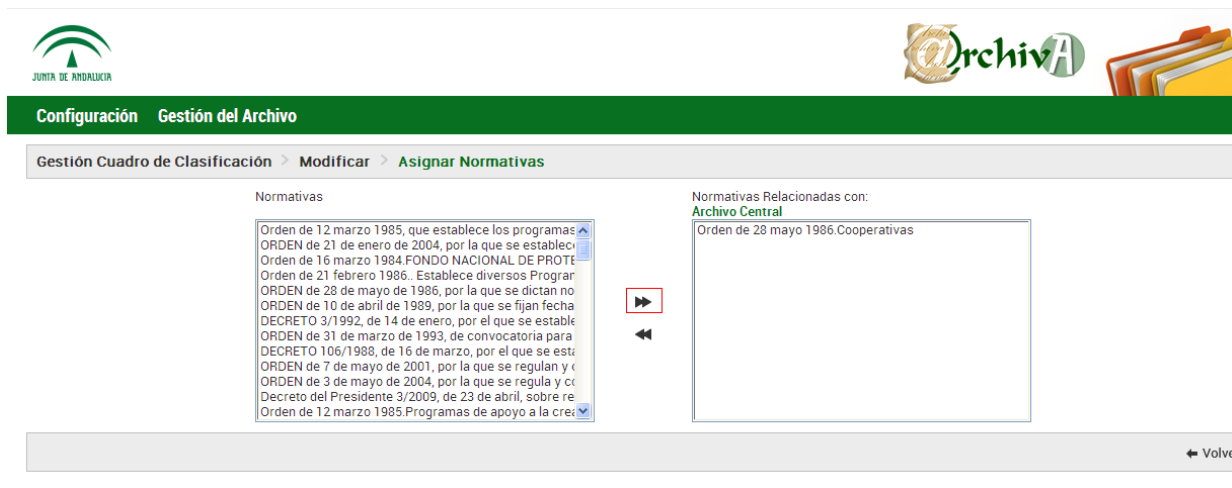 JUNTA DE ANDALUCIA
@rchivA
Configuración Gestión del Archivo
Gestión Cuadro de Clasificación > Modificar > Asignar Normativas
Normativas
Orden de 12 marzo 1985, que establece los programas
ORDEN de 21 de enero de 2004, por la que se establec
Orden de 16 marzo 1984.FONDO NACIONAL DE PROTE
Orden de 21 febrero 1986.. Establece diversos Program
ORDEN de 28 de mayo de 1986, por la que se dictan no
ORDEN de 10 de abril de 1989, por la que se fijan fecha
DECRETO 3/1992, de 14 de enero, por el que se estable
ORDEN de 31 de marzo de 1993, de convocatoria para
DECRETO 106/1988, de 16 de marzo, por el que se esta
ORDEN de 7 de mayo de 2001, por la que se regulan y
ORDEN de 3 de mayo de 2004, por la que se regula y co
Decreto del Presidente 3/2009, de 23 de abril, sobre re
Orden de 12 marzo 1985.Programas de apoyo a la crea
Normativas Relacionadas con:
Archivo Central
Orden de 28 mayo 1986.Cooperativas
Volve